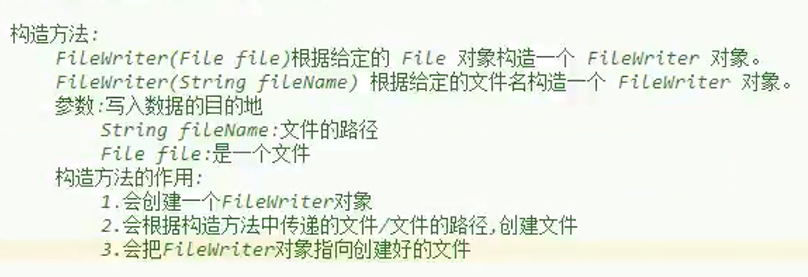 构造方法:
FileWriter(File file)根据给定的 File 对象构造一个 FileWriter 对象。
FileWriter(String fileName) 根据给定的文件名构造一个 FileWriter 对象。
参数:写入数据的目的地
String fileName:文件的路径
File file:是一个文件
构造方法的作用:
1.会创建一个FileWriter对象
2.会根据构造方法中传递的文件/文件的路径,创建文件
3.会把FileWriter对象指向创建好的文件